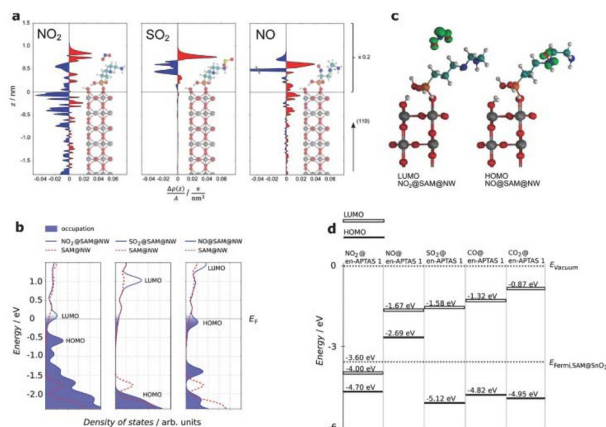 a
NO2
SO2
NO
z / nm
1.5
1.0
0.5
0
-0.5
-1.0
-1.5
x 0.2
(110)
-0.04 -0.02 0 0.02 0.06
-0.04 -0.02 0 0.02 0.06
-0.04 -0.02 0 0.02 0.06
Δρ(z) / A / e / nm³
c
LUMO
NO2@SAM@NW
HOMO
NO@SAM@NW
b
occupation
NO2@SAM@NW SO2@SAM@NW NO@SAM@NW
SAM@NW SAM@NW SAM@NW
Energy / eV
1.0
0.5
0
-0.5
-1.0
-1.5
-2.0
LUMO
HOMO
LUMO
HOMO
LUMO
HOMO
EF
Density of states / arb. units
d
LUMO
HOMO
NO2@ NO@ SO2@ CO@ CO2@
en-APTAS 1 en-APTAS 1 en-APTAS 1 en-APTAS 1 en-APTAS 1
Energy / eV
0
-3
-6
EVacuum
-0.87 eV
-1.32 eV
-1.58 eV
-1.67 eV
-2.69 eV
-3.60 eV
EFermi,SAM@SnO2
-4.00 eV
-4.70 eV
-5.12 eV
-4.82 eV
-4.95 eV